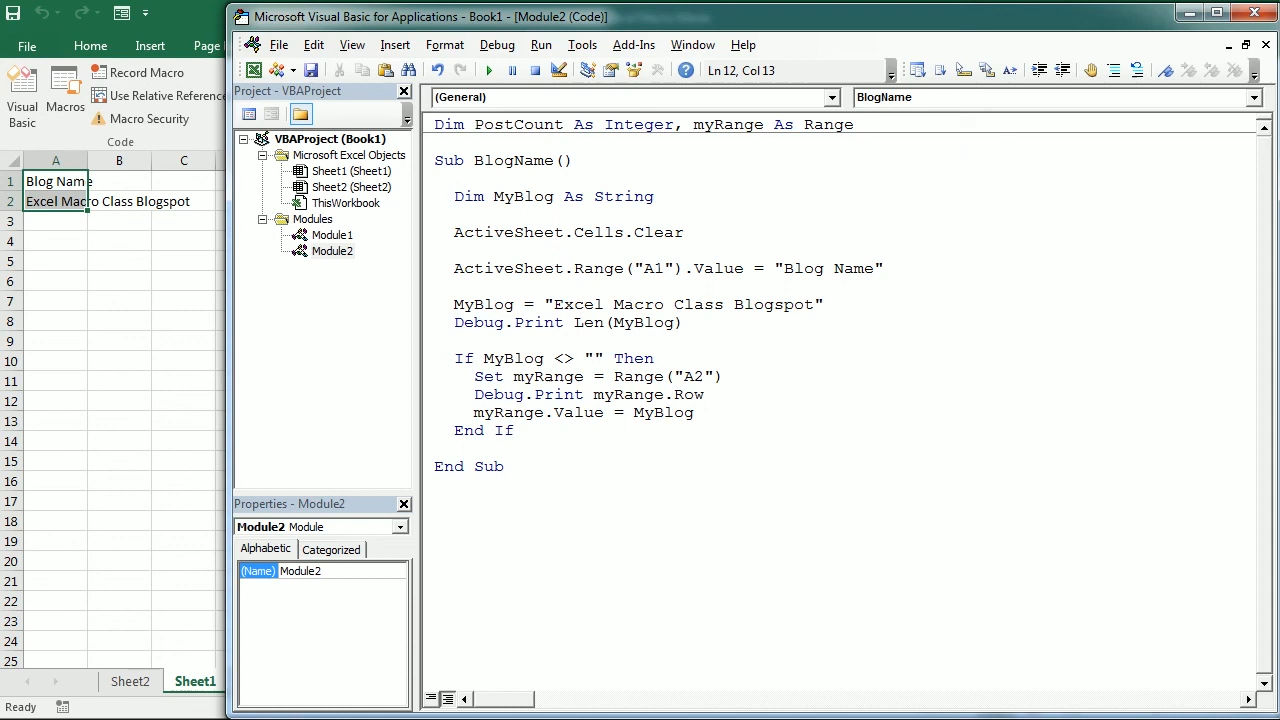 Microsoft Visual Basic for Applications - Book1 - [Module2 (Code)]
File
Home
Insert
Page
Visual Basic
Macros
Record Macro
Use Relative Reference
Macro Security
Code
File Edit View Insert Format Debug Run Tools Add-Ins Window Help
Ln 12, Col 13
Project - VBAProject
VBAProject (Book1)
Microsoft Excel Objects
Sheet1 (Sheet1)
Sheet2 (Sheet2)
ThisWorkbook
Modules
Module1
Module2
Properties - Module2
Module2 Module
Alphabetic Categorized
(Name) Module2
(General)
BlogName
Dim PostCount As Integer, myRange As Range
Sub BlogName()
Dim MyBlog As String
ActiveSheet.Cells.Clear
ActiveSheet.Range("A1").Value = "Blog Name"
MyBlog = "Excel Macro Class Blogspot"
Debug.Print Len(MyBlog)
If MyBlog <> "" Then
Set myRange = Range("A2")
Debug.Print myRange.Row
myRange.Value = MyBlog
End If
End Sub
A B C
1 Blog Name
2 Excel Macro Class Blogspot
3
4
5
6
7
8
9
10
11
12
13
14
15
16
17
18
19
20
21
22
23
24
25
Sheet2 Sheet1
Ready